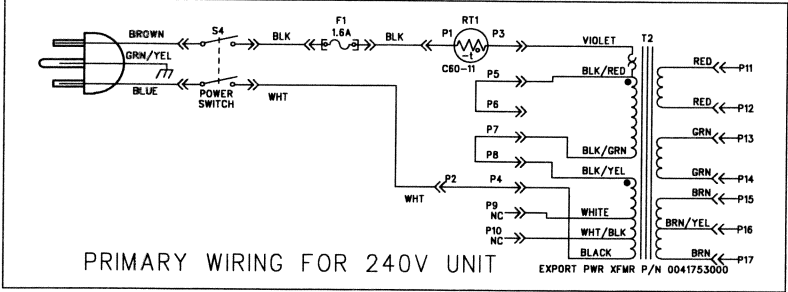 BROWN
S4
BLK
F1
1.6A
BLK
P1
RT1
P3
-t
C60-11
VIOLET
T2
GRN/YEL
BLUE
POWER
SWITCH
WHT
P5
BLK/RED
P6
P7
BLK/GRN
P8
BLK/YEL
P2
P4
WHT
P9
NC
WHITE
P10
NC
WHT/BLK
BLACK
RED
P11
RED
P12
GRN
P13
GRN
P14
BRN
P15
BRN/YEL
P16
BRN
P17
PRIMARY WIRING FOR 240V UNIT
EXPORT PWR XFMR P/N 0041753000